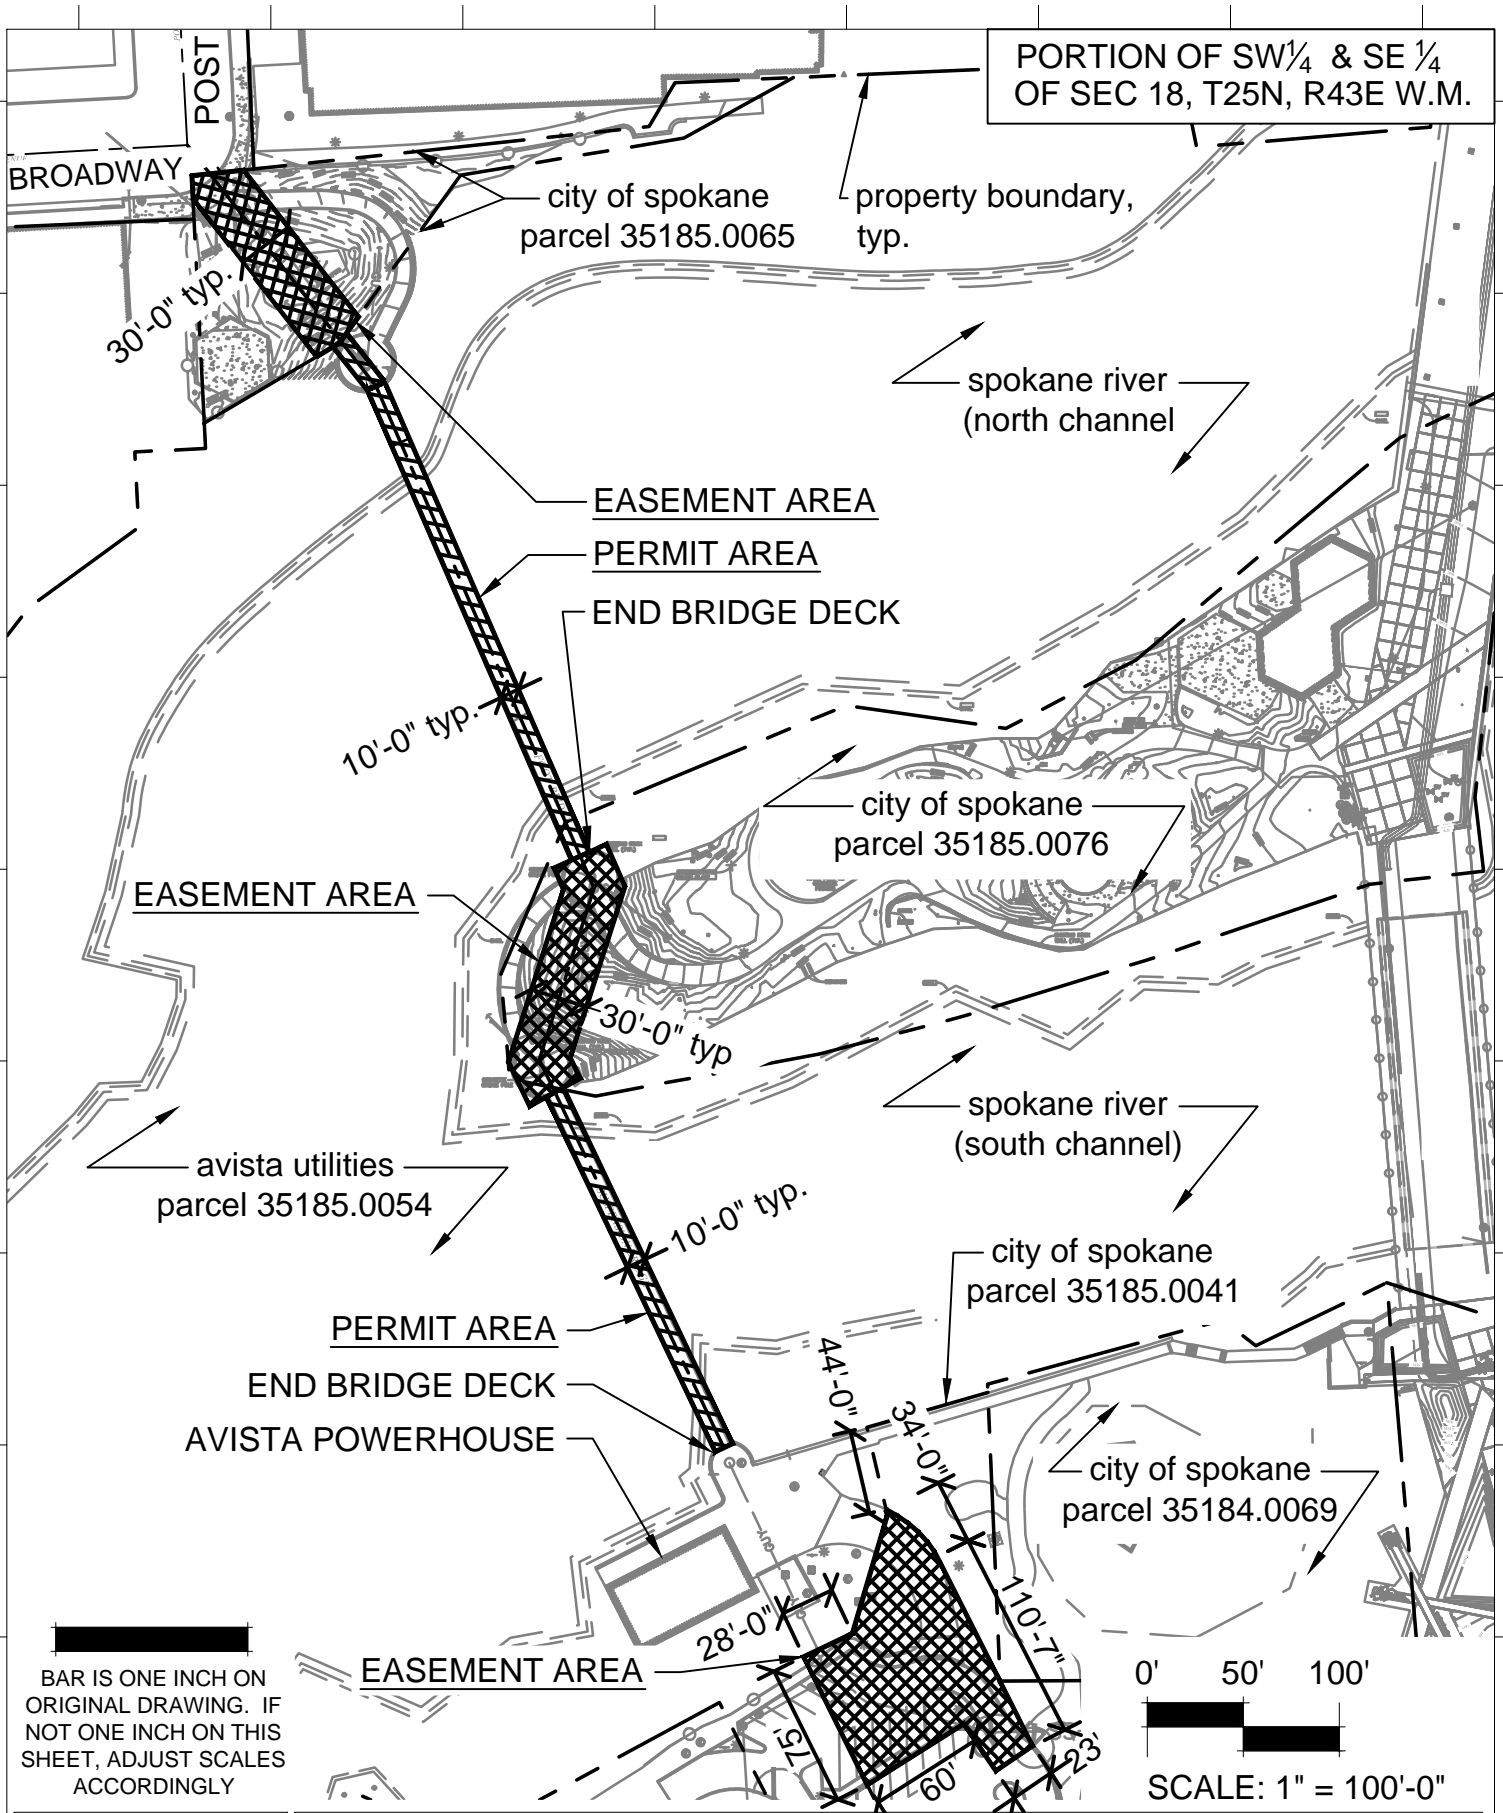 POST
PORTION OF SW¼ & SE ¼
OF SEC 18, T25N, R43E W.M.
BROADWAY
city of spokane
parcel 35185.0065
property boundary,
typ.
30'-0" typ.
spokane river
(north channel
EASEMENT AREA
PERMIT AREA
END BRIDGE DECK
10'-0" typ.
city of spokane
parcel 35185.0076
EASEMENT AREA
30'-0" typ
spokane river
(south channel)
avista utilities
parcel 35185.0054
10'-0" typ.
city of spokane
parcel 35185.0041
PERMIT AREA
44'-0"
END BRIDGE DECK
34'-0"
AVISTA POWERHOUSE
city of spokane
parcel 35184.0069
GUY
110'-7"
28'-0"
EASEMENT AREA
BAR IS ONE INCH ON
ORIGINAL DRAWING. IF
NOT ONE INCH ON THIS
SHEET, ADJUST SCALES
ACCORDINGLY
0' 50' 100'
75'
60'
23'
SCALE: 1" = 100'-0"